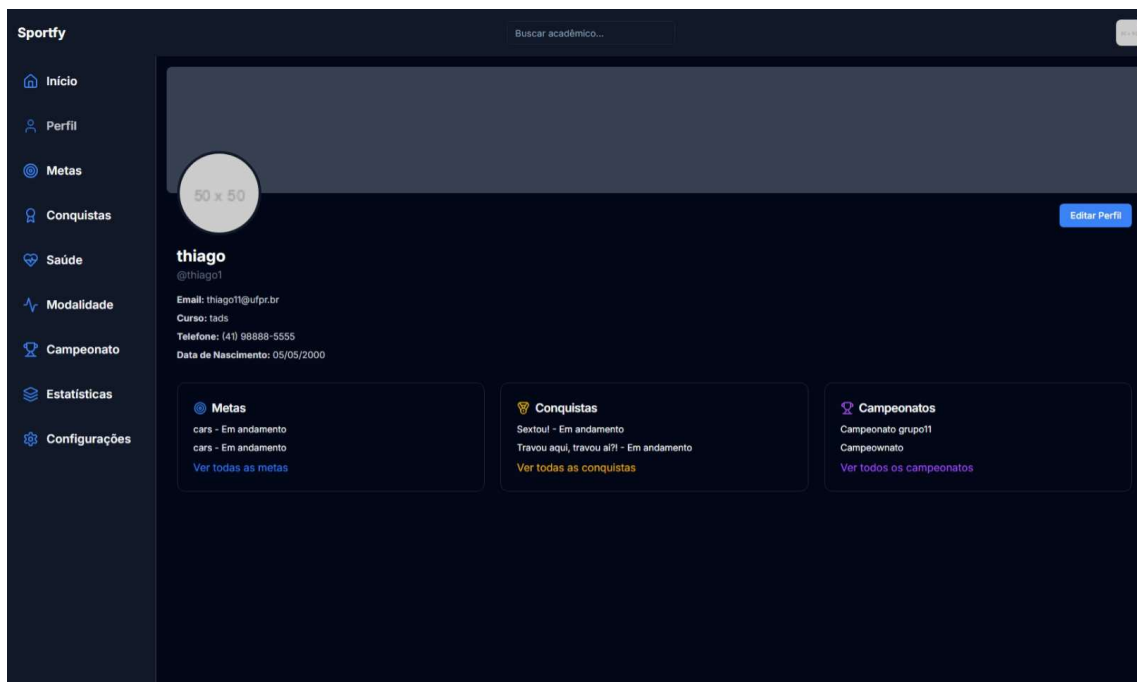 Sportfy
Buscar acadêmico...
Início
Perfil
Metas
Conquistas
Saúde
Modalidade
Campeonato
Estatísticas
Configurações
50 x 50
Editar Perfil
thiago
@thiago1
Email: thiago11@ufpr.br
Curso: tads
Telefone: (41) 98888-5555
Data de Nascimento: 05/05/2000
Metas
cars - Em andamento
cars - Em andamento
Ver todas as metas
Conquistas
Sextou! - Em andamento
Travou aqui, travou ai?! - Em andamento
Ver todas as conquistas
Campeonatos
Campeonato grupo11
Campeownato
Ver todos os campeonatos